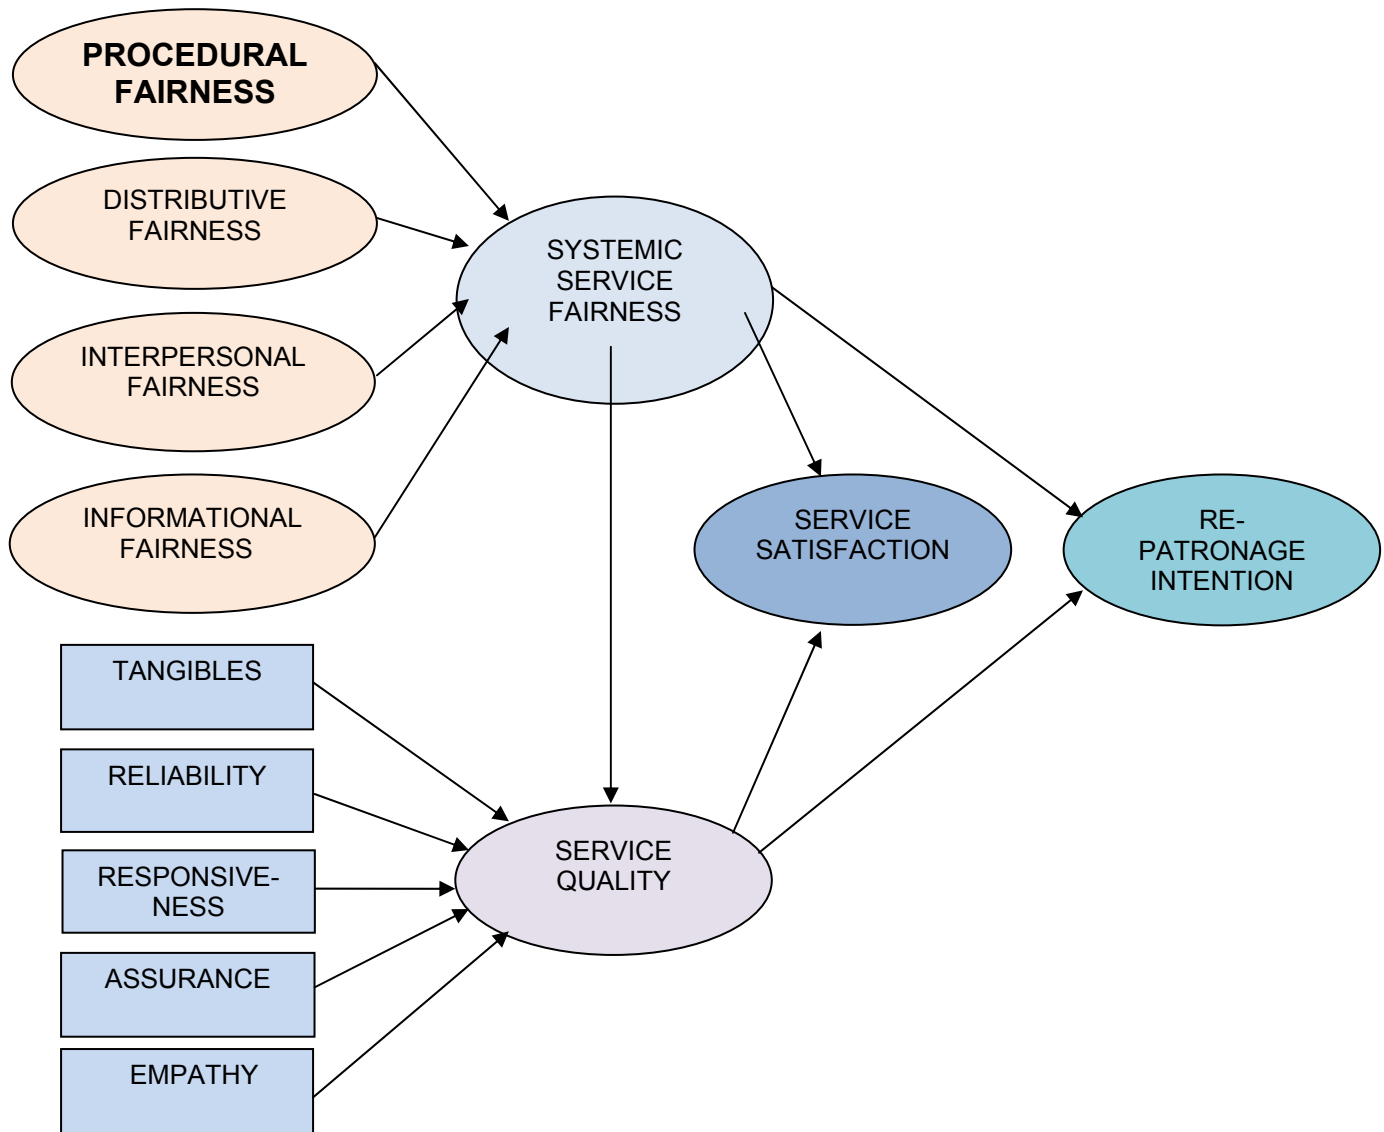 PROCEDURAL
FAIRNESS
DISTRIBUTIVE
FAIRNESS
INTERPERSONAL
FAIRNESS
INFORMATIONAL
FAIRNESS
SYSTEMIC
SERVICE
FAIRNESS
SERVICE
SATISFACTION
RE-
PATRONAGE
INTENTION
TANGIBLES
RELIABILITY
RESPONSIVE-
NESS
ASSURANCE
EMPATHY
SERVICE
QUALITY